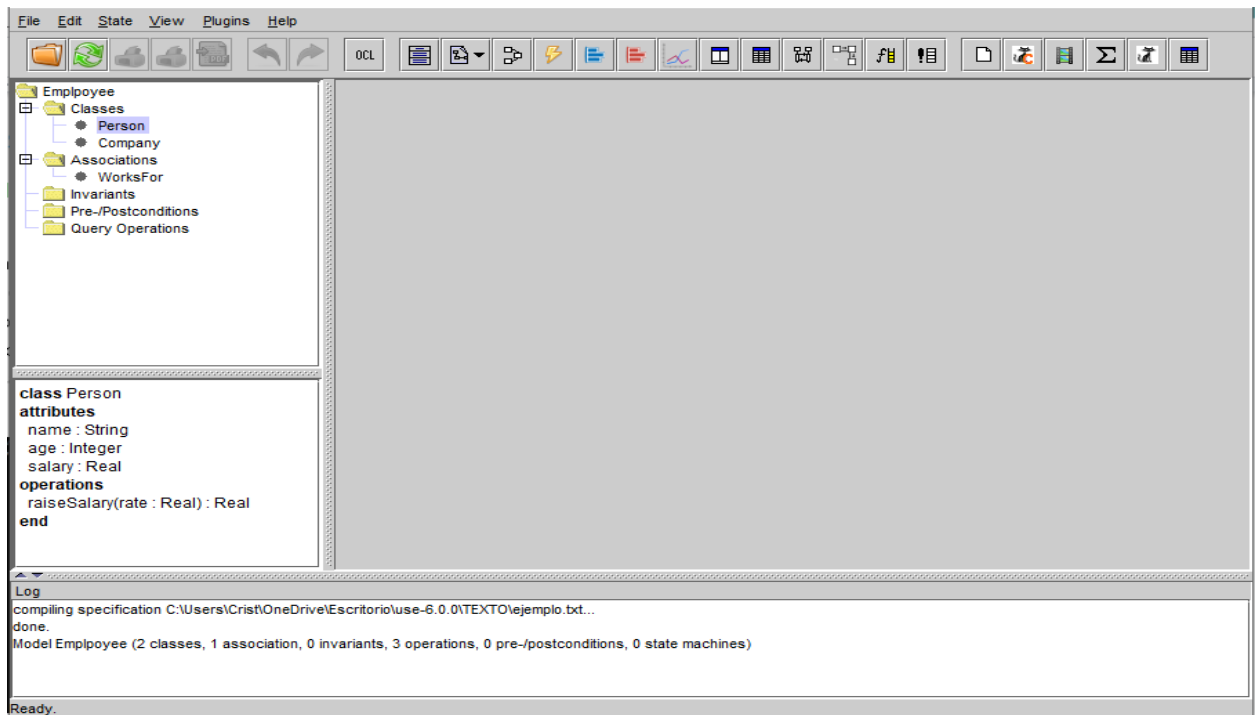 File Edit State View Plugins Help
OCL
Emplpoyee
Classes
Person
Company
Associations
WorksFor
Invariants
Pre-/Postconditions
Query Operations
class Person
attributes
name : String
age : Integer
salary : Real
operations
raiseSalary(rate : Real) : Real
end
Log
compiling specification C:\Users\Crist\OneDrive\Escritorio\use-6.0.0\TEXTO\ejemplo.txt...
done.
Model Emplpoyee (2 classes, 1 association, 0 invariants, 3 operations, 0 pre-/postconditions, 0 state machines)
Ready.